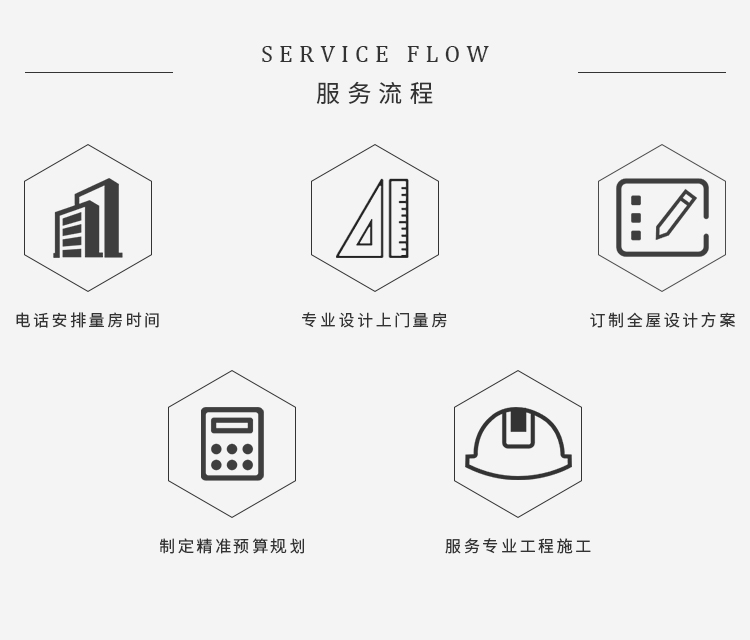 SERVICE FLOW
服务流程
电话安排量房时间
专业设计上门量房
订制全屋设计方案
制定精准预算规划
服务专业工程施工